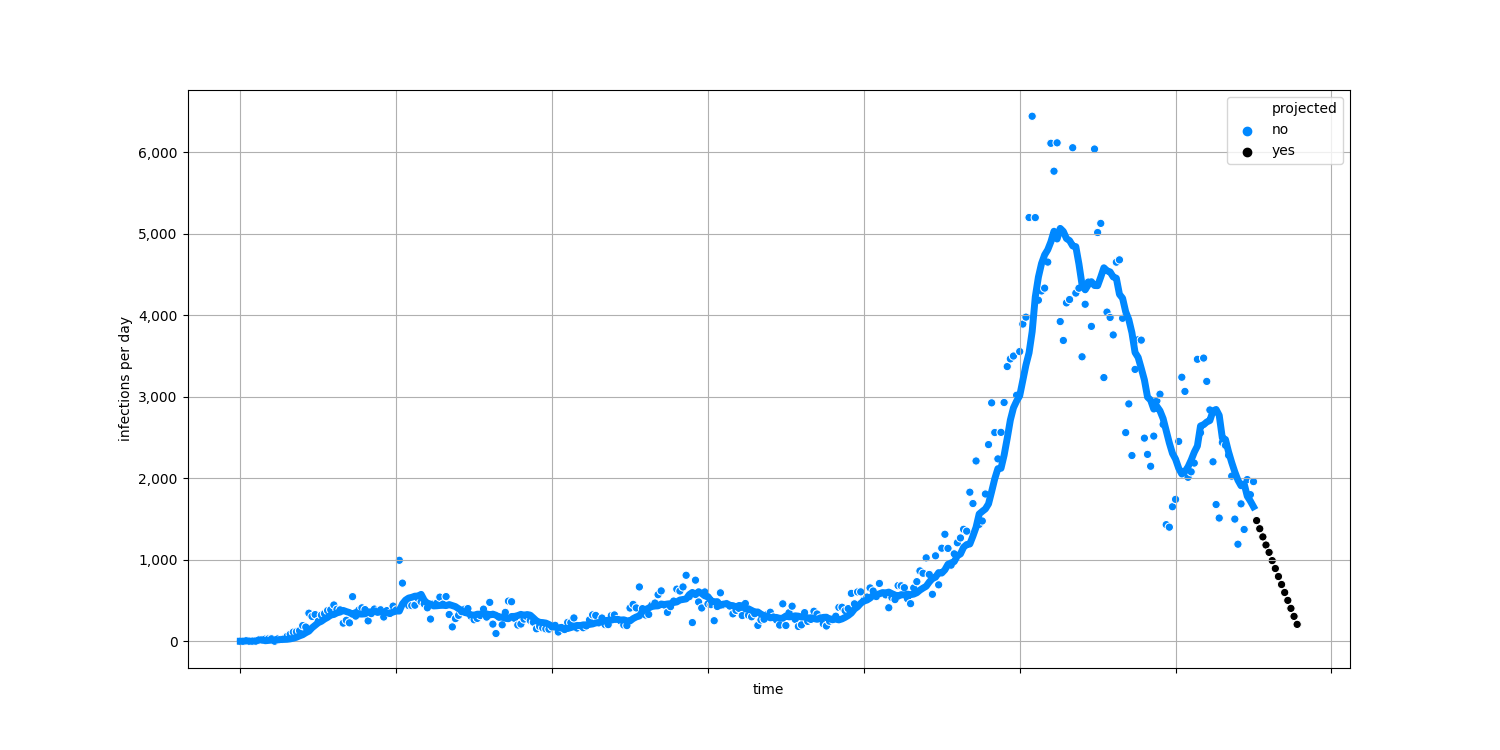 projected
no
yes
6,000
5,000
4,000
3,000
2,000
1,000
0
infections per day
time